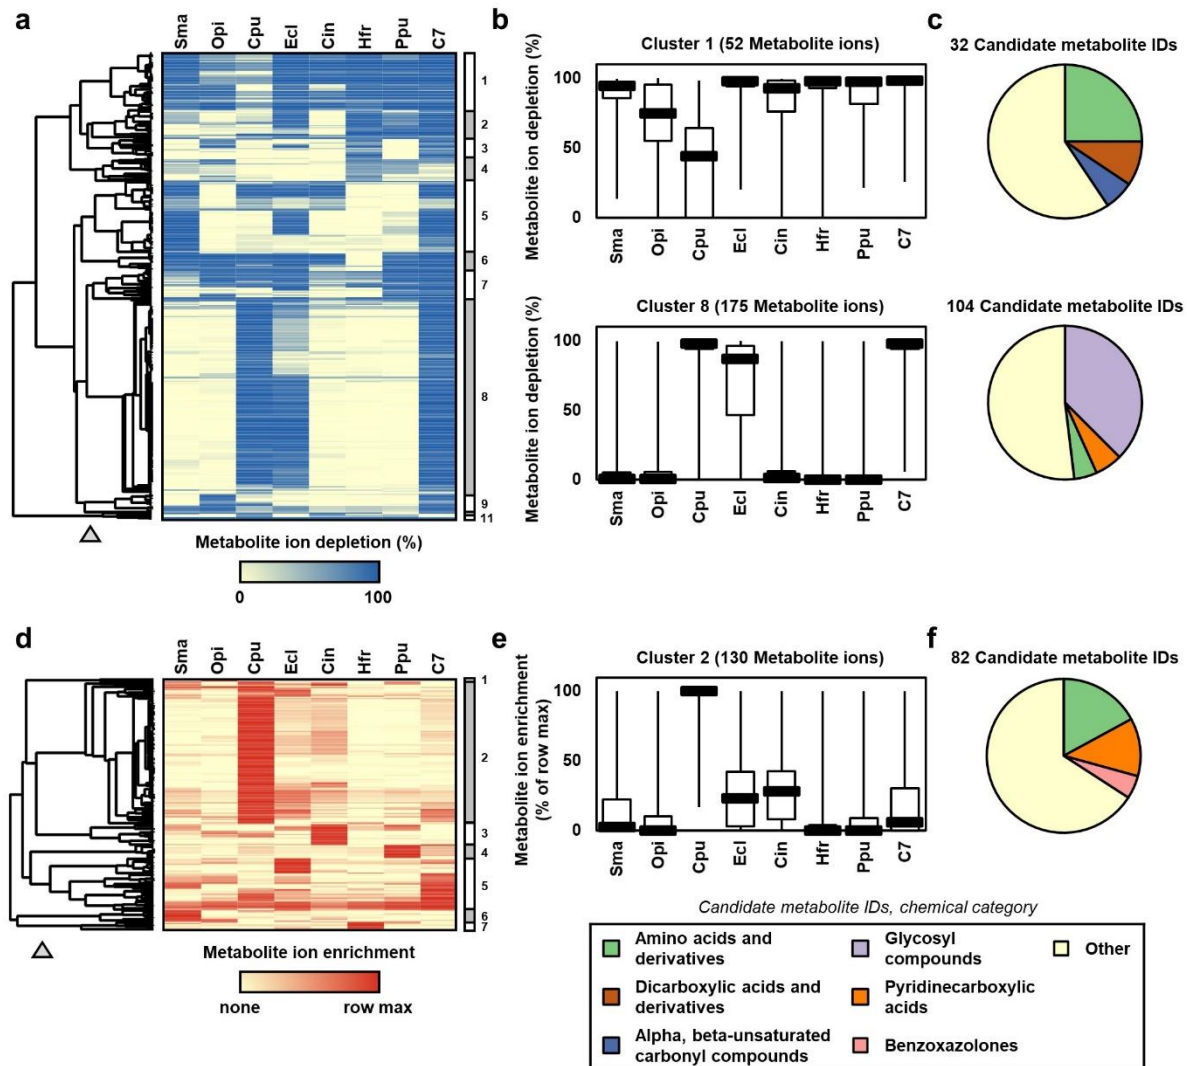 a
Sma
Opi
Cpu
Ecl
Cin
Hfr
Ppu
C7
1
2
3
4
5
6
7
8
9
11
Metabolite ion depletion (%)
0
100
b
Cluster 1 (52 Metabolite ions)
Metabolite ion depletion (%)
100
50
0
Sma
Opi
Cpu
Ecl
Cin
Hfr
Ppu
C7
Cluster 8 (175 Metabolite ions)
Metabolite ion depletion (%)
100
50
0
Sma
Opi
Cpu
Ecl
Cin
Hfr
Ppu
C7
c
32 Candidate metabolite IDs
104 Candidate metabolite IDs
d
Sma
Opi
Cpu
Ecl
Cin
Hfr
Ppu
C7
1
2
3
4
5
6
7
Metabolite ion enrichment
none
row max
e
Cluster 2 (130 Metabolite ions)
Metabolite ion enrichment
(% of row max)
100
50
0
Sma
Opi
Cpu
Ecl
Cin
Hfr
Ppu
C7
f
82 Candidate metabolite IDs
Candidate metabolite IDs, chemical category
Amino acids and
derivatives
Dicarboxylic acids and
derivatives
Alpha, beta-unsaturated
carbonyl compounds
Glycosyl
compounds
Pyridinecarboxylic
acids
Benzoxazolones
Other